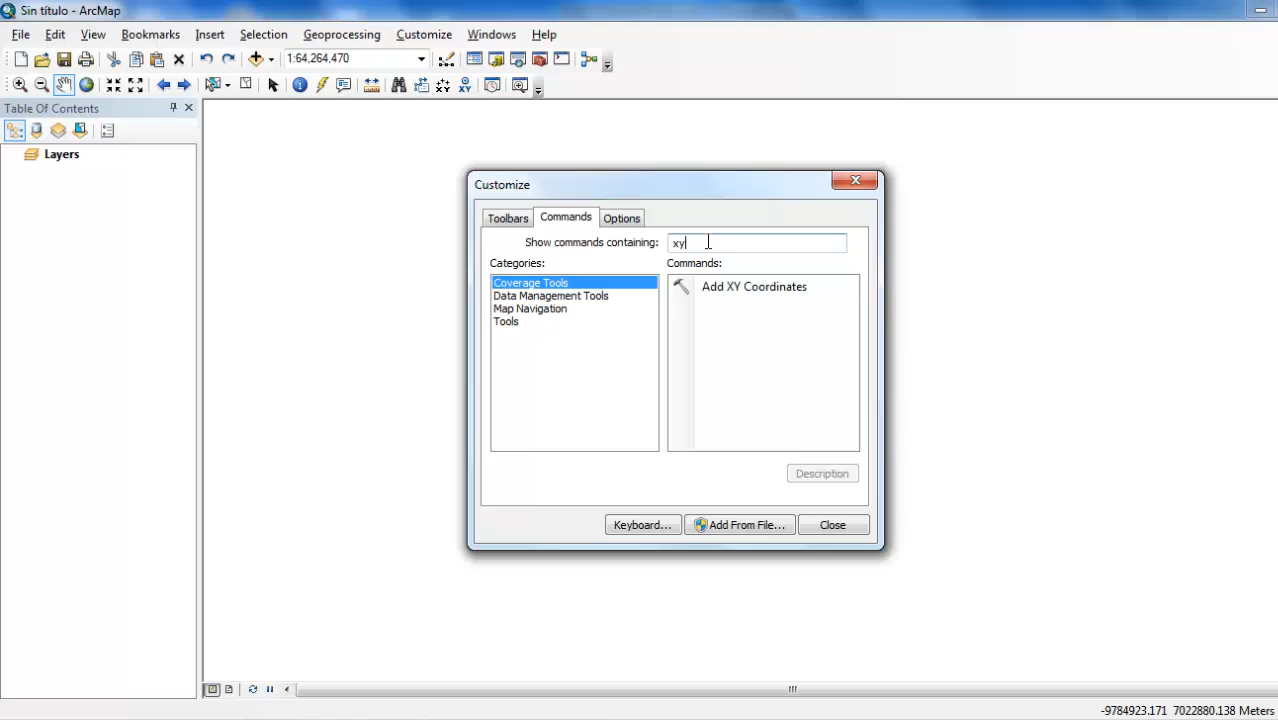 Sin título - ArcMap
File Edit View Bookmarks Insert Selection Geoprocessing Customize Windows Help
1:64,264,470
XY
Table Of Contents
Layers
Customize
Toolbars Commands Options
Show commands containing: xy
Categories: Commands:
Coverage Tools Add XY Coordinates
Data Management Tools
Map Navigation
Tools
Description
Keyboard... Add From File... Close
-9784923.171 7022880.138 Meters